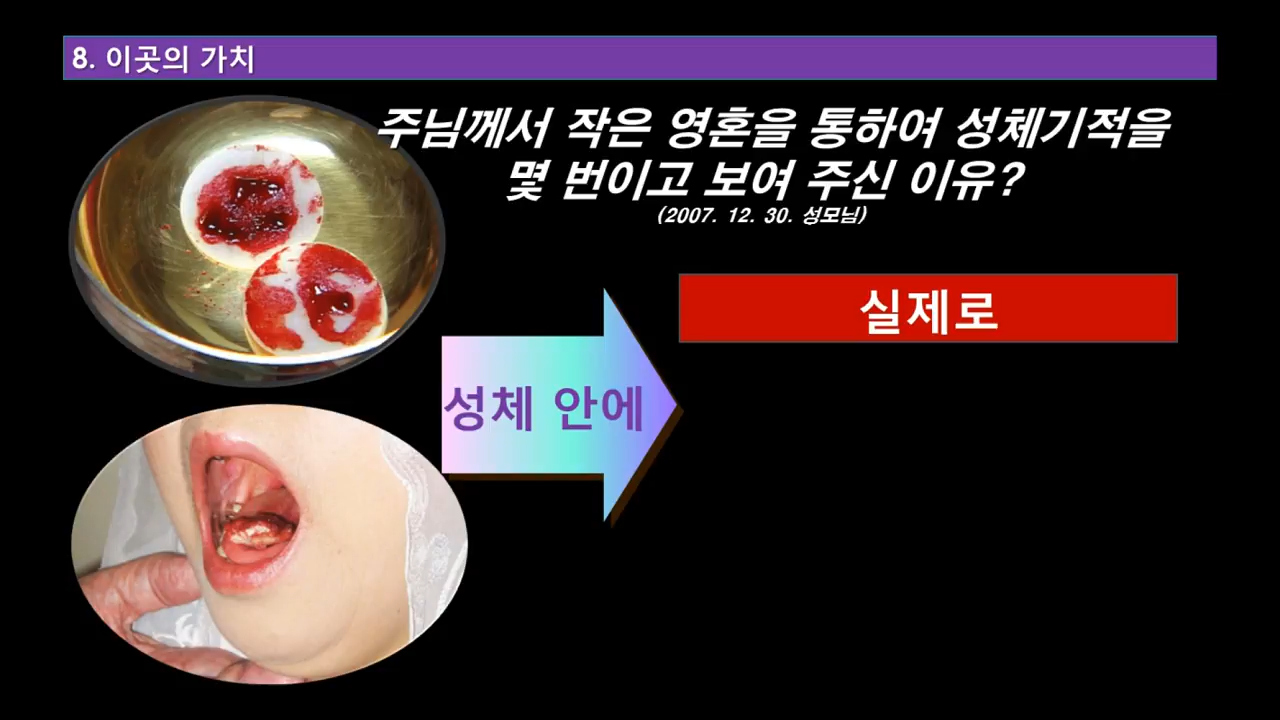 8. 이곳의 가치
주님께서 작은 영혼을 통하여 성체기적을
몇 번이고 보여 주신 이유?
(2007. 12. 30. 성모님)
실제로
성체 안에